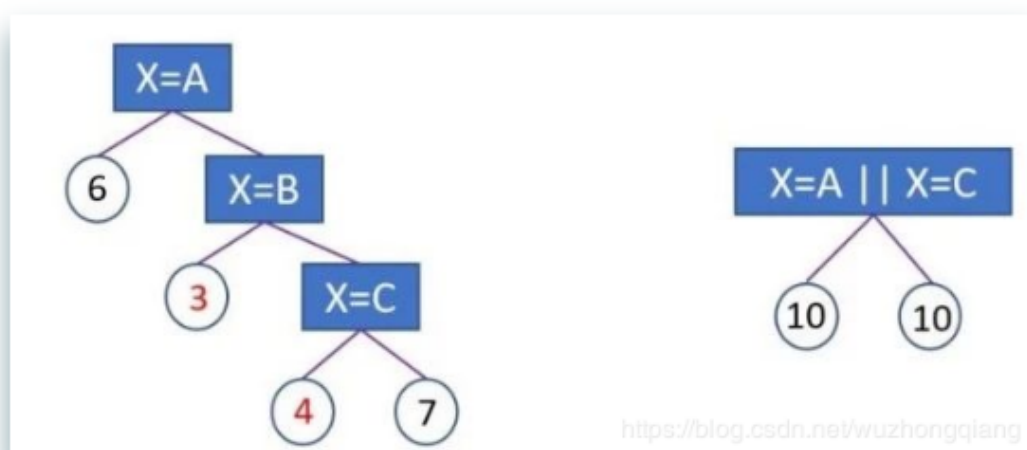 X=A
6
X=B
3
X=C
4
7
X=A || X=C
10
10
https://blog.csdn.net/wuzhongqiang